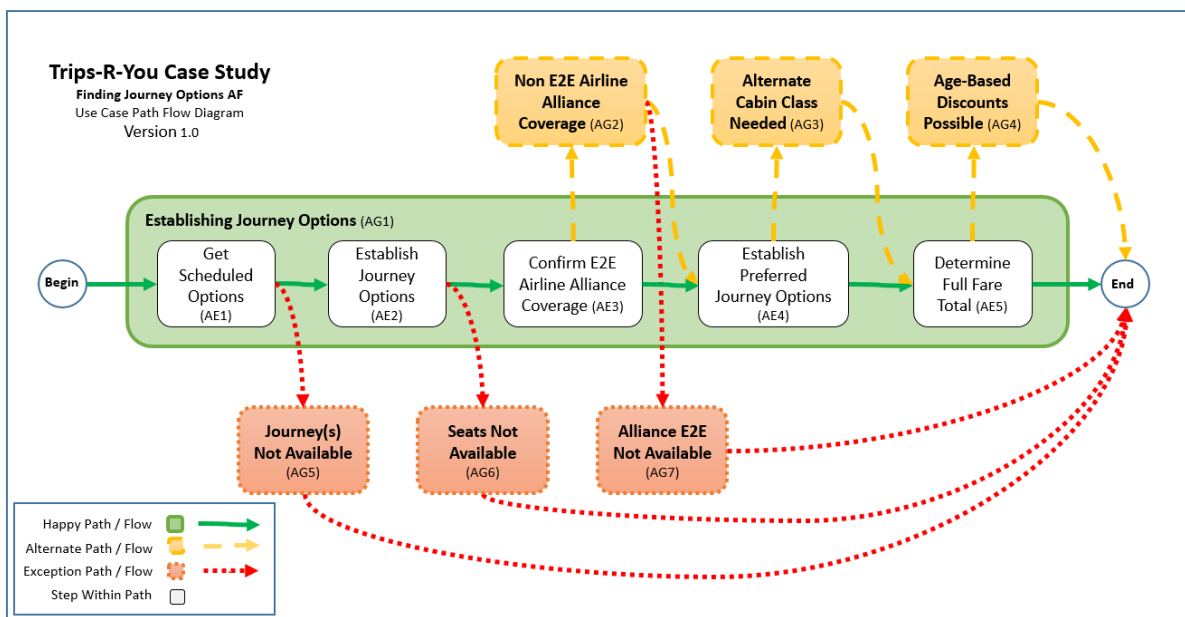 Trips-R-You Case Study
Finding Journey Options AF
Use Case Path Flow Diagram
Version 1.0
Non E2E Airline
Alliance
Coverage (AG2)
Alternate
Cabin Class
Needed (AG3)
Age-Based
Discounts
Possible (AG4)
Establishing Journey Options (AG1)
Begin
Get
Scheduled
Options
(AE1)
Establish
Journey
Options
(AE2)
Confirm E2E
Airline Alliance
Coverage (AE3)
Establish
Preferred
Journey Options
(AE4)
Determine
Full Fare
Total (AE5)
End
Journey(s)
Not Available
(AG5)
Seats Not
Available
(AG6)
Alliance E2E
Not Available
(AG7)
Happy Path / Flow
Alternate Path / Flow
Exception Path / Flow
Step Within Path